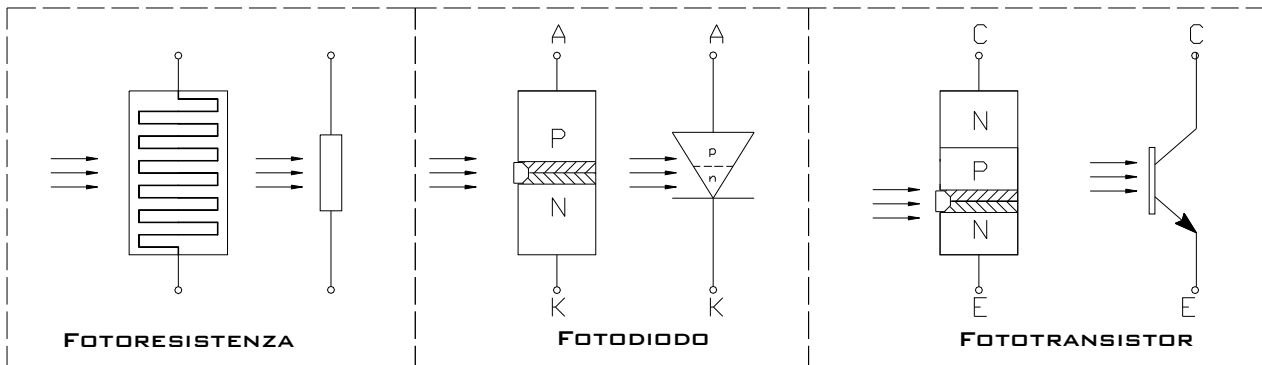 A
A
C
C
P
N
p
n
N
P
N
K
K
E
E
FOTORESISTENZA
FOTODIODO
FOTOTRANSISTOR